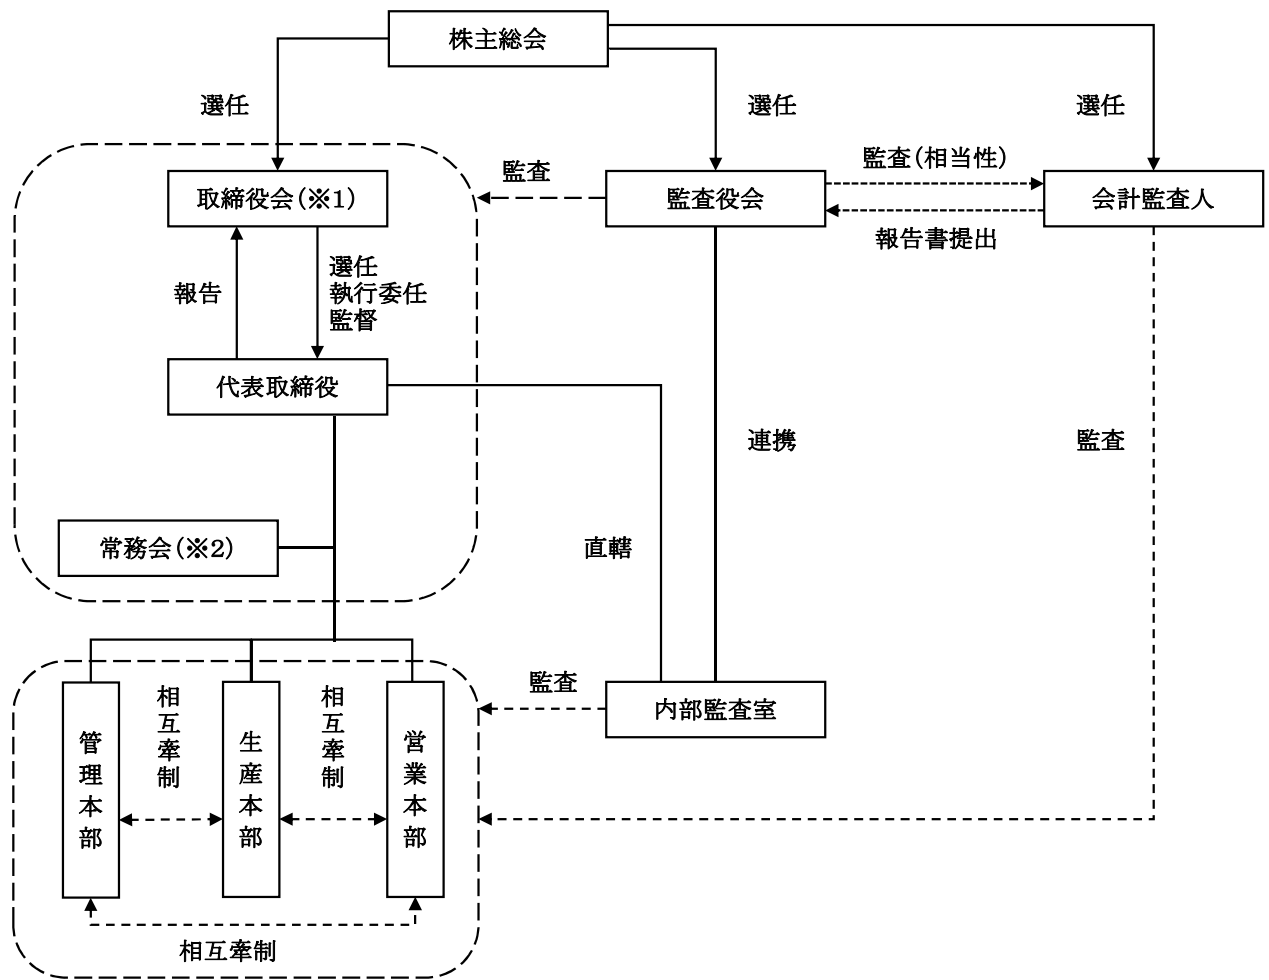 株主総会
選任
選任
選任
監査(相当性)
監査
取締役会(※1)
監査役会
会計監査人
報告書提出
報告
選任
執行委任
監督
代表取締役
連携
監査
常務会(※2)
直轄
監査
内部監査室
相互牽制
相互牽制
管理本部
生産本部
営業本部
相互牽制